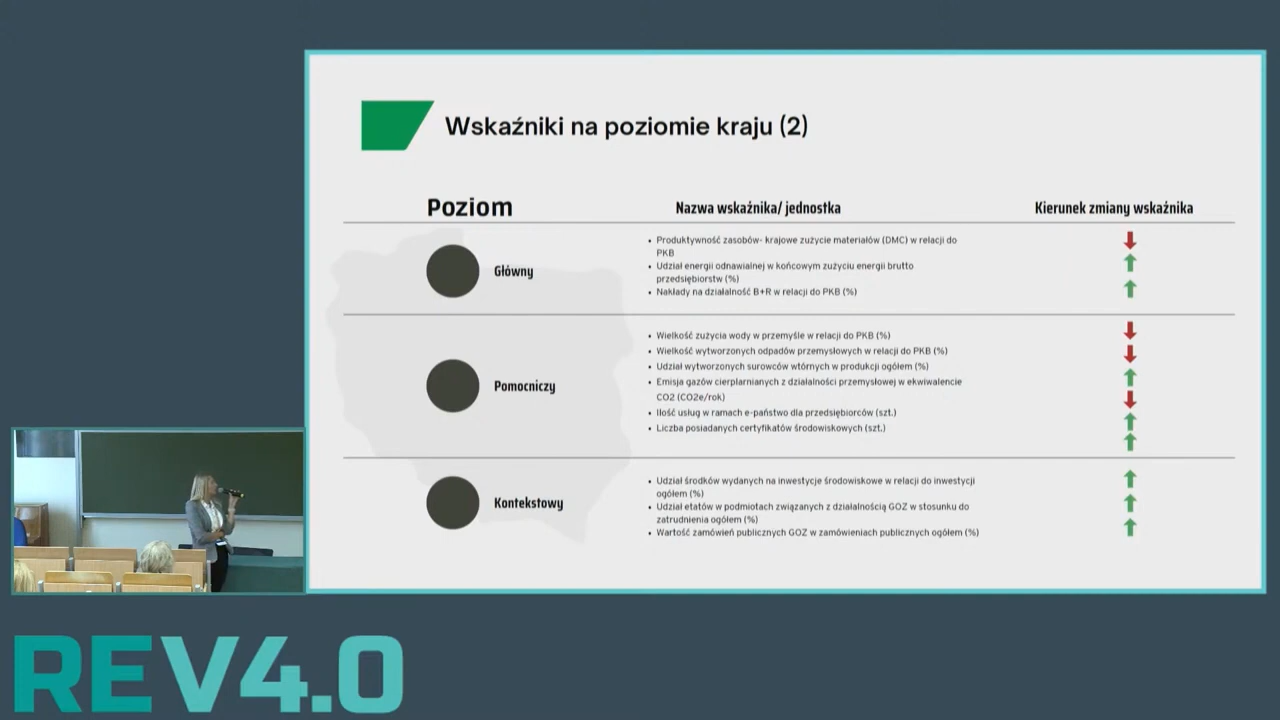 Wskaźniki na poziomie kraju (2)
Poziom
Nazwa wskaźnika/ jednostka
Kierunek zmiany wskaźnika
Główny
• Produktywność zasobów- krajowe zużycie materiałów (DMC) w relacji do
PKB
• Udział energii odnawialnej w końcowym zużyciu energii brutto
przedsiębiorstw (%)
• Nakłady na działalność B+R w relacji do PKB (%)
Pomocniczy
• Wielkość zużycia wody w przemyśle w relacji do PKB (%)
• Wielkość wytworzonych odpadów przemysłowych w relacji do PKB (%)
• Udział wytworzonych surowców wtórnych w produkcji ogółem (%)
• Emisja gazów cierplarnianych z działalności przemysłowej w ekwiwalencie
CO2 (CO2e/rok)
• Ilość usług w ramach e-państwo dla przedsiębiorców (szt.)
• Liczba posiadanych certyfikatów środowiskowych (szt.)
Kontekstowy
• Udział środków wydanych na inwestycje środowiskowe w relacji do inwestycji
ogółem (%)
• Udział etatów w podmiotach związanych z działalnością GOZ w stosunku do
zatrudnienia ogółem (%)
• Wartość zamówień publicznych GOZ w zamówieniach publicznych ogółem (%)
REV4.0